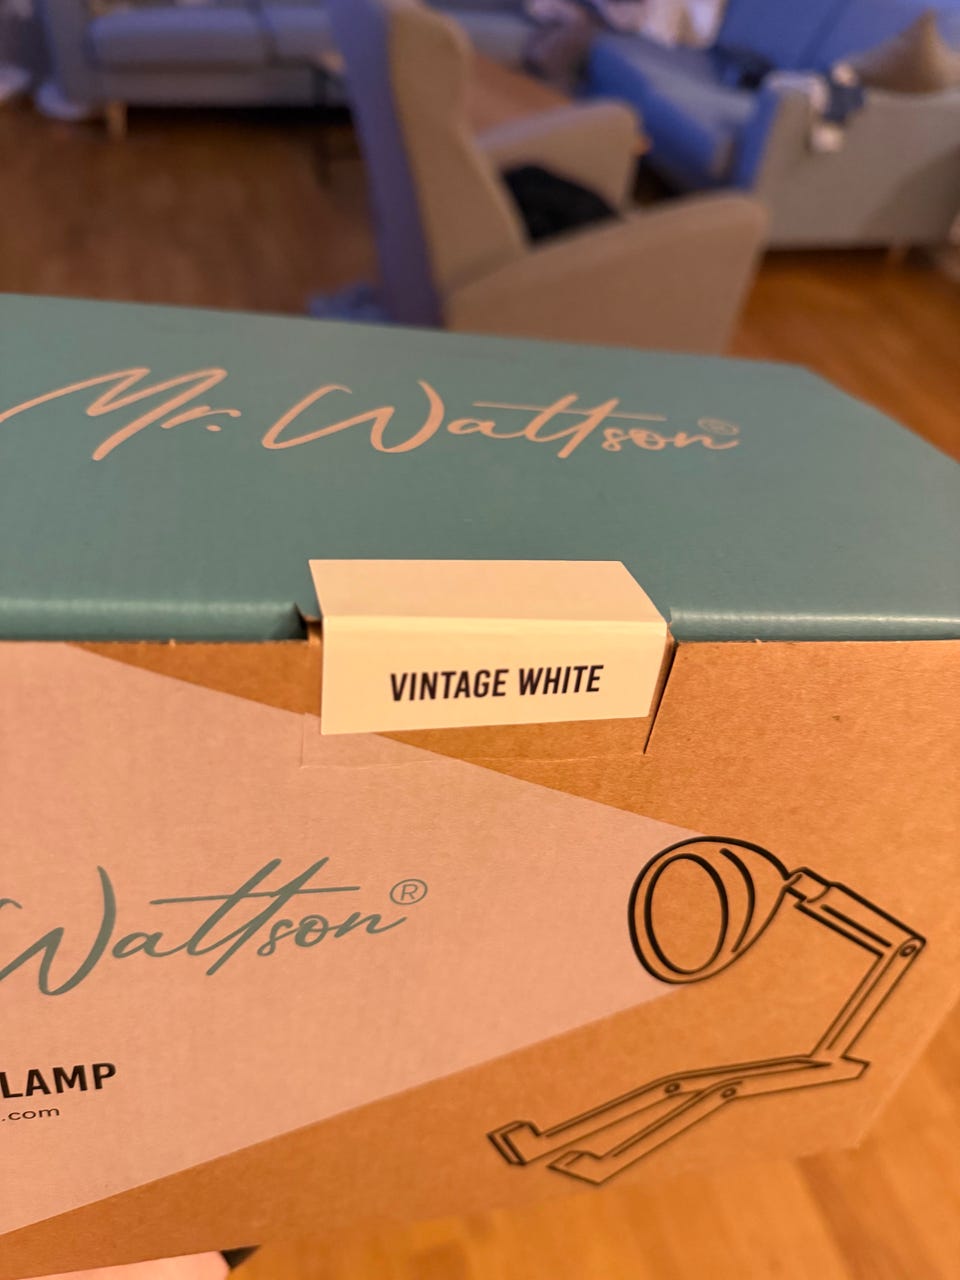 Mr. Wattson®
VINTAGE WHITE
Wattson®
LAMP
.com